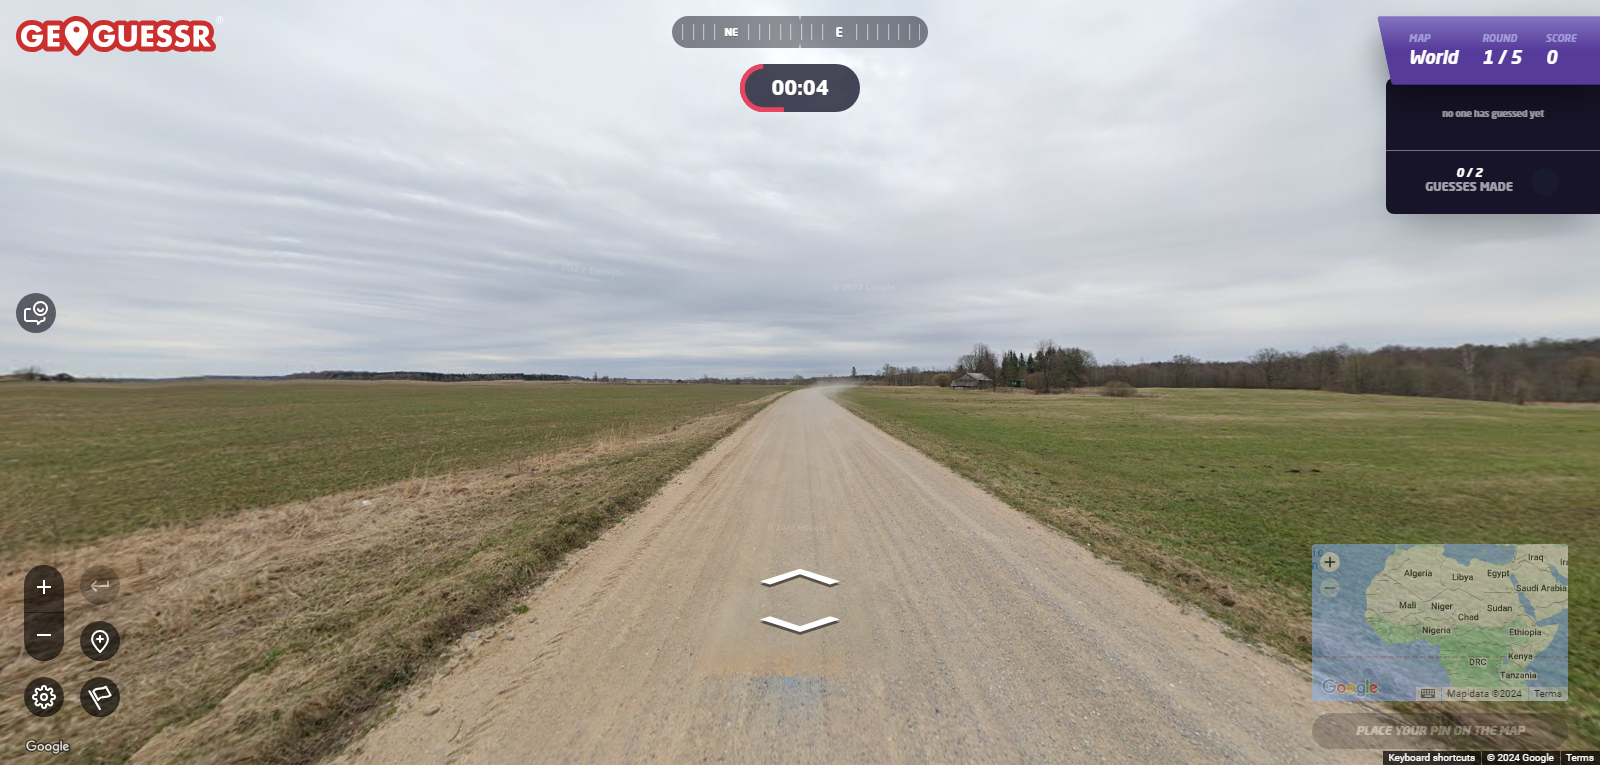 GEOGUESSR
NE E
00:04
MAP ROUND SCORE
World 1 / 5 0
no one has guessed yet
0 / 2
GUESSES MADE
© 2022 Google
Iraq
Algeria Libya Egypt
Saudi Arabia
Mali Niger Chad Sudan
Nigeria Ethiopia
DRC Kenya
Tanzania
Google
Map data ©2024 Terms
PLACE YOUR PIN ON THE MAP
Google
Keyboard shortcuts © 2024 Google Terms